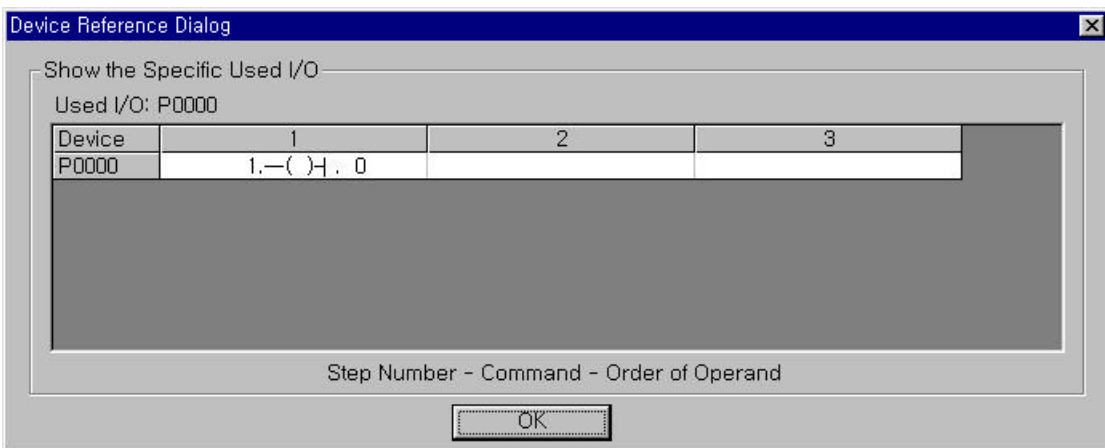 Device Reference Dialog
Show the Specific Used I/O
Used I/O: P0000
Device 1 2 3
P0000 1.—( )┤. 0
Step Number - Command - Order of Operand
OK